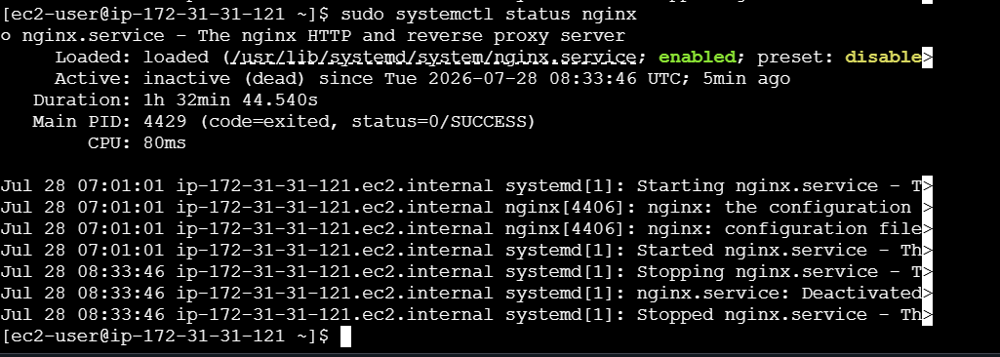 [ec2-user@ip-172-31-31-121 ~]$ sudo systemctl status nginx
○ nginx.service - The nginx HTTP and reverse proxy server
     Loaded: loaded (/usr/lib/systemd/system/nginx.service; enabled; preset: disable>
     Active: inactive (dead) since Tue 2026-07-28 08:33:46 UTC; 5min ago
   Duration: 1h 32min 44.540s
   Main PID: 4429 (code=exited, status=0/SUCCESS)
        CPU: 80ms

Jul 28 07:01:01 ip-172-31-31-121.ec2.internal systemd[1]: Starting nginx.service - T>
Jul 28 07:01:01 ip-172-31-31-121.ec2.internal nginx[4406]: nginx: the configuration >
Jul 28 07:01:01 ip-172-31-31-121.ec2.internal nginx[4406]: nginx: configuration file>
Jul 28 07:01:01 ip-172-31-31-121.ec2.internal systemd[1]: Started nginx.service - Th>
Jul 28 08:33:46 ip-172-31-31-121.ec2.internal systemd[1]: Stopping nginx.service - T>
Jul 28 08:33:46 ip-172-31-31-121.ec2.internal systemd[1]: nginx.service: Deactivated>
Jul 28 08:33:46 ip-172-31-31-121.ec2.internal systemd[1]: Stopped nginx.service - Th>
[ec2-user@ip-172-31-31-121 ~]$